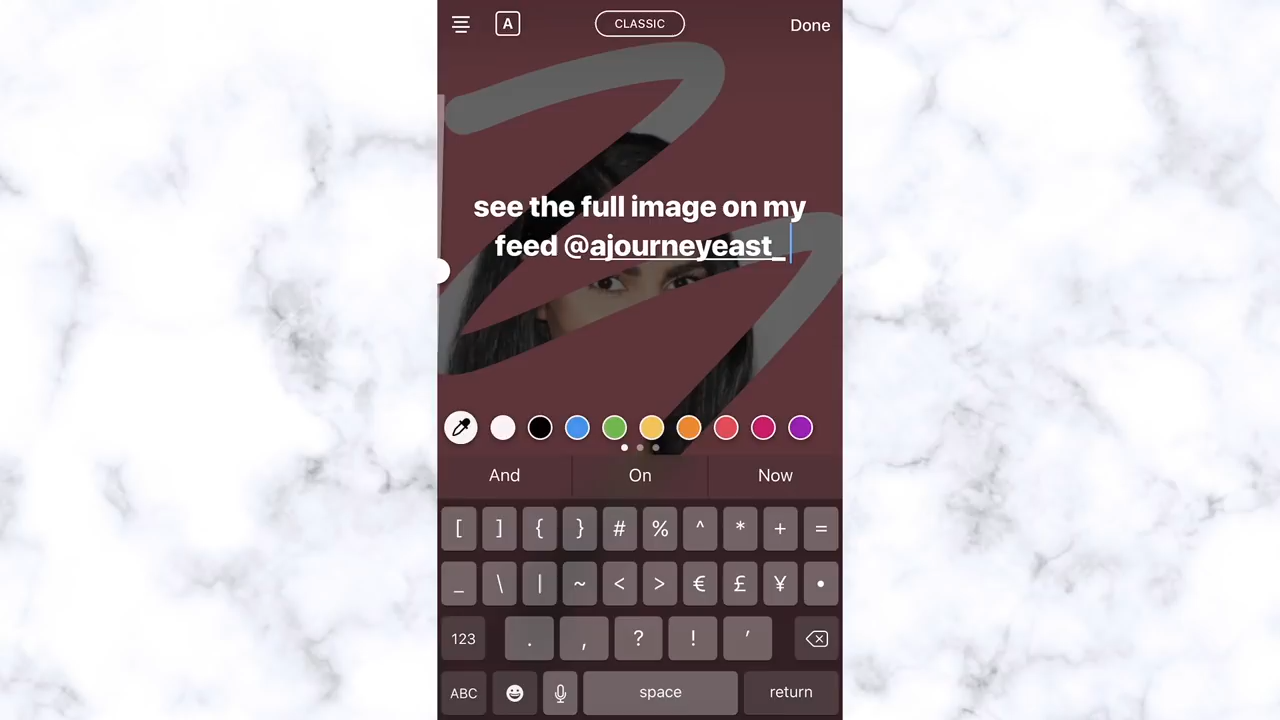 A
CLASSIC
Done
see the full image on my
feed @ajourneyeast_
And
On
Now
[ ] { } # % ^ * + =
_ \ | ~ < > € £ ¥ •
123 . , ? ! ′
ABC space return